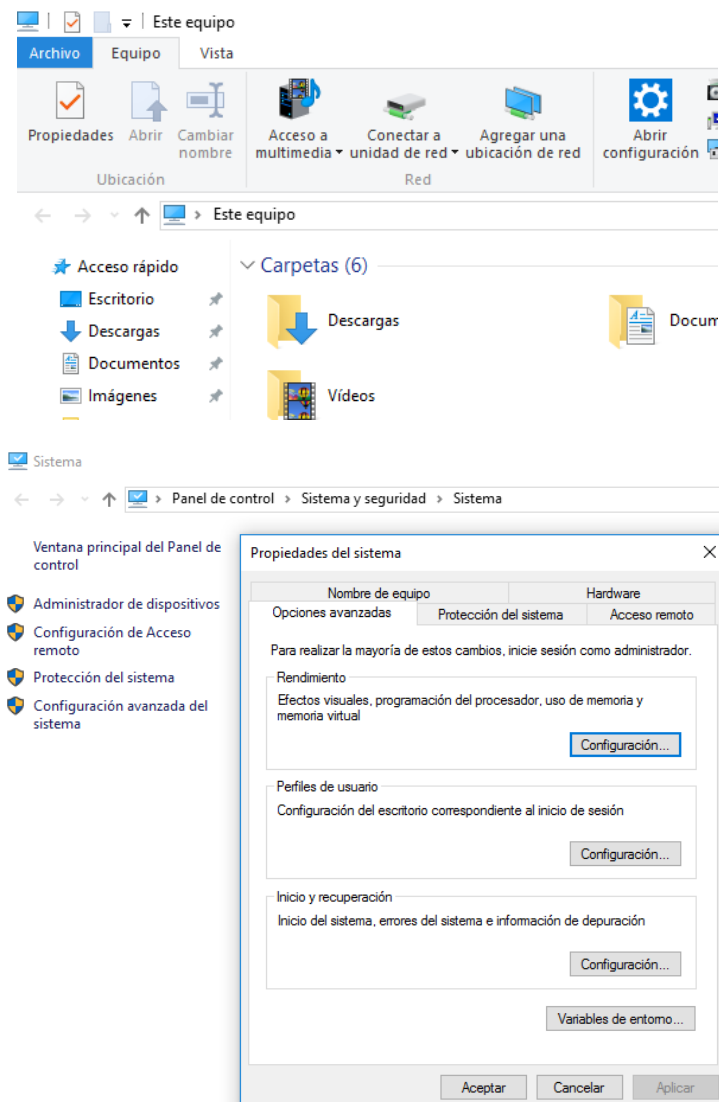 Este equipo
Archivo Equipo Vista
Propiedades Abrir Cambiar nombre Acceso a multimedia Conectar a unidad de red Agregar una ubicación de red Abrir configuración
Ubicación Red
Este equipo
Acceso rápido
Escritorio
Descargas
Documentos
Imágenes
Carpetas (6)
Descargas
Docum
Vídeos
Sistema
Panel de control > Sistema y seguridad > Sistema
Ventana principal del Panel de
control
Administrador de dispositivos
Configuración de Acceso
remoto
Protección del sistema
Configuración avanzada del
sistema
Propiedades del sistema
Nombre de equipo Hardware
Opciones avanzadas Protección del sistema Acceso remoto
Para realizar la mayoría de estos cambios, inicie sesión como administrador.
Rendimiento
Efectos visuales, programación del procesador, uso de memoria y
memoria virtual
Configuración...
Perfiles de usuario
Configuración del escritorio correspondiente al inicio de sesión
Configuración...
Inicio y recuperación
Inicio del sistema, errores del sistema e información de depuración
Configuración...
Variables de entorno...
Aceptar Cancelar Aplicar